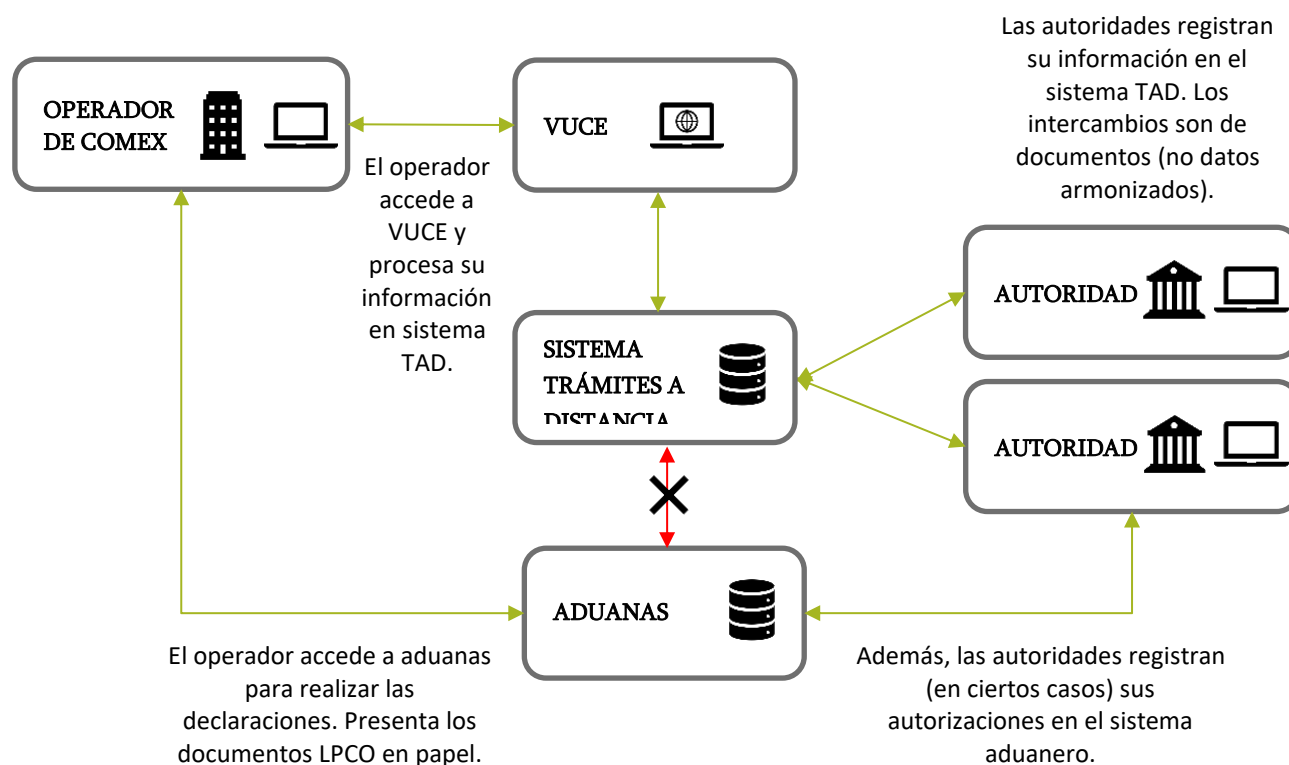 OPERADOR
DE COMEX
El operador
accede a
VUCE y
procesa su
información
en sistema
TAD.
VUCE
Las autoridades registran
su información en el
sistema TAD. Los
intercambios son de
documentos (no datos
armonizados).
SISTEMA
TRÁMITES A
DISTANCIA
AUTORIDAD
AUTORIDAD
ADUANAS
El operador accede a aduanas
para realizar las
declaraciones. Presenta los
documentos LPCO en papel.
Además, las autoridades registran
(en ciertos casos) sus
autorizaciones en el sistema
aduanero.